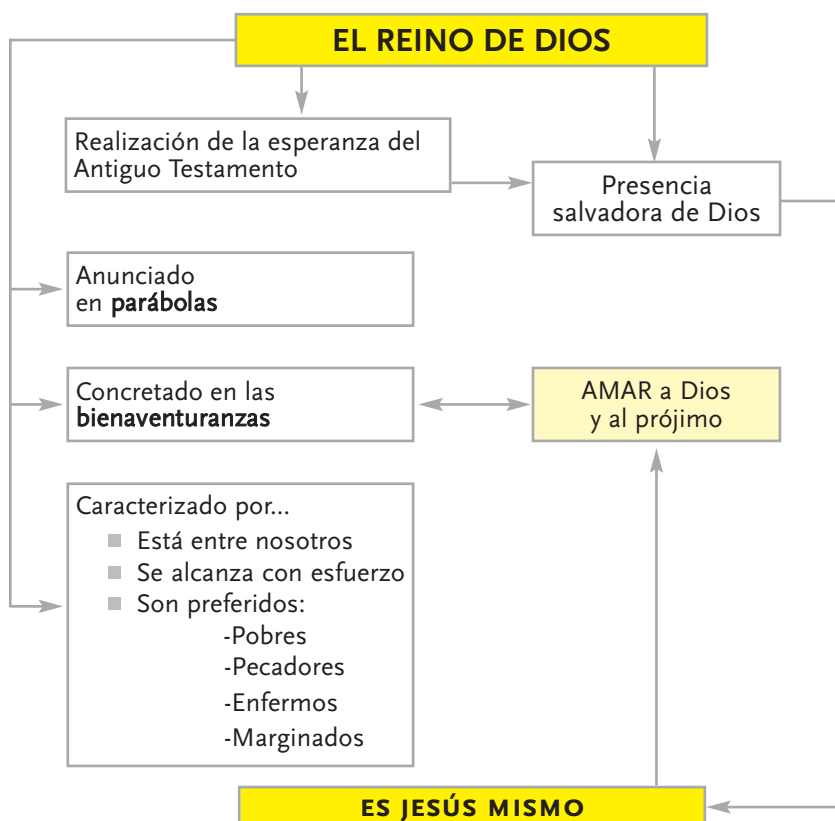 EL REINO DE DIOS
Realización de la esperanza del
Antiguo Testamento
Presencia
salvadora de Dios
Anunciado
en parábolas
Concretado en las
bienaventuranzas
AMAR a Dios
y al prójimo
Caracterizado por...
Está entre nosotros
Se alcanza con esfuerzo
Son preferidos:
-Pobres
-Pecadores
-Enfermos
-Marginados
ES JESÚS MISMO